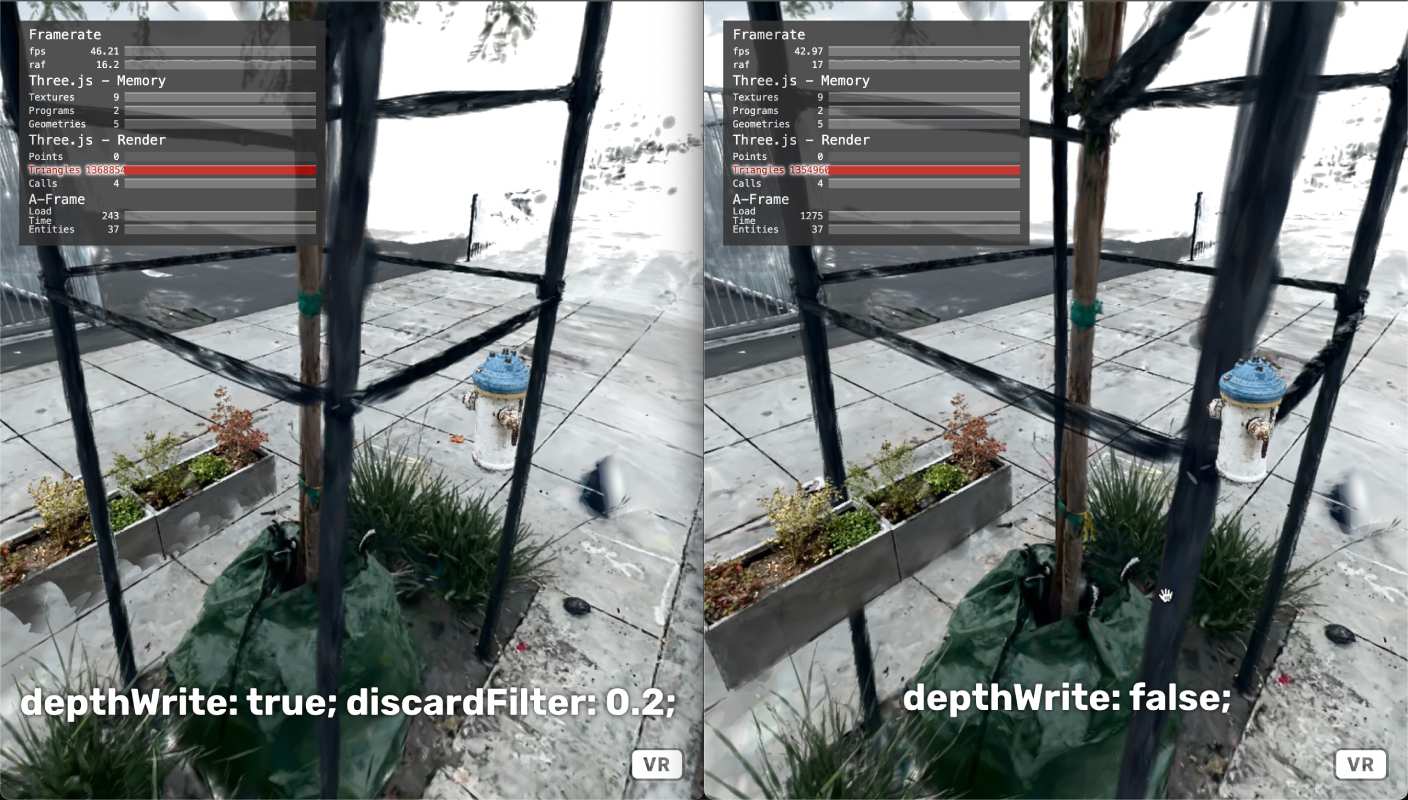 Framerate
fps 46.21
raf 16.2
Three.js - Memory
Textures 9
Programs 2
Geometries 5
Three.js - Render
Points 0
Triangles 1368854
Calls 4
A-Frame
Load Time 243
Entities 37
depthWrite: true; discardFilter: 0.2;
VR
Framerate
fps 42.97
raf 17
Three.js - Memory
Textures 9
Programs 2
Geometries 5
Three.js - Render
Points 0
Triangles 1354960
Calls 4
A-Frame
Load Time 1275
Entities 37
depthWrite: false;
VR